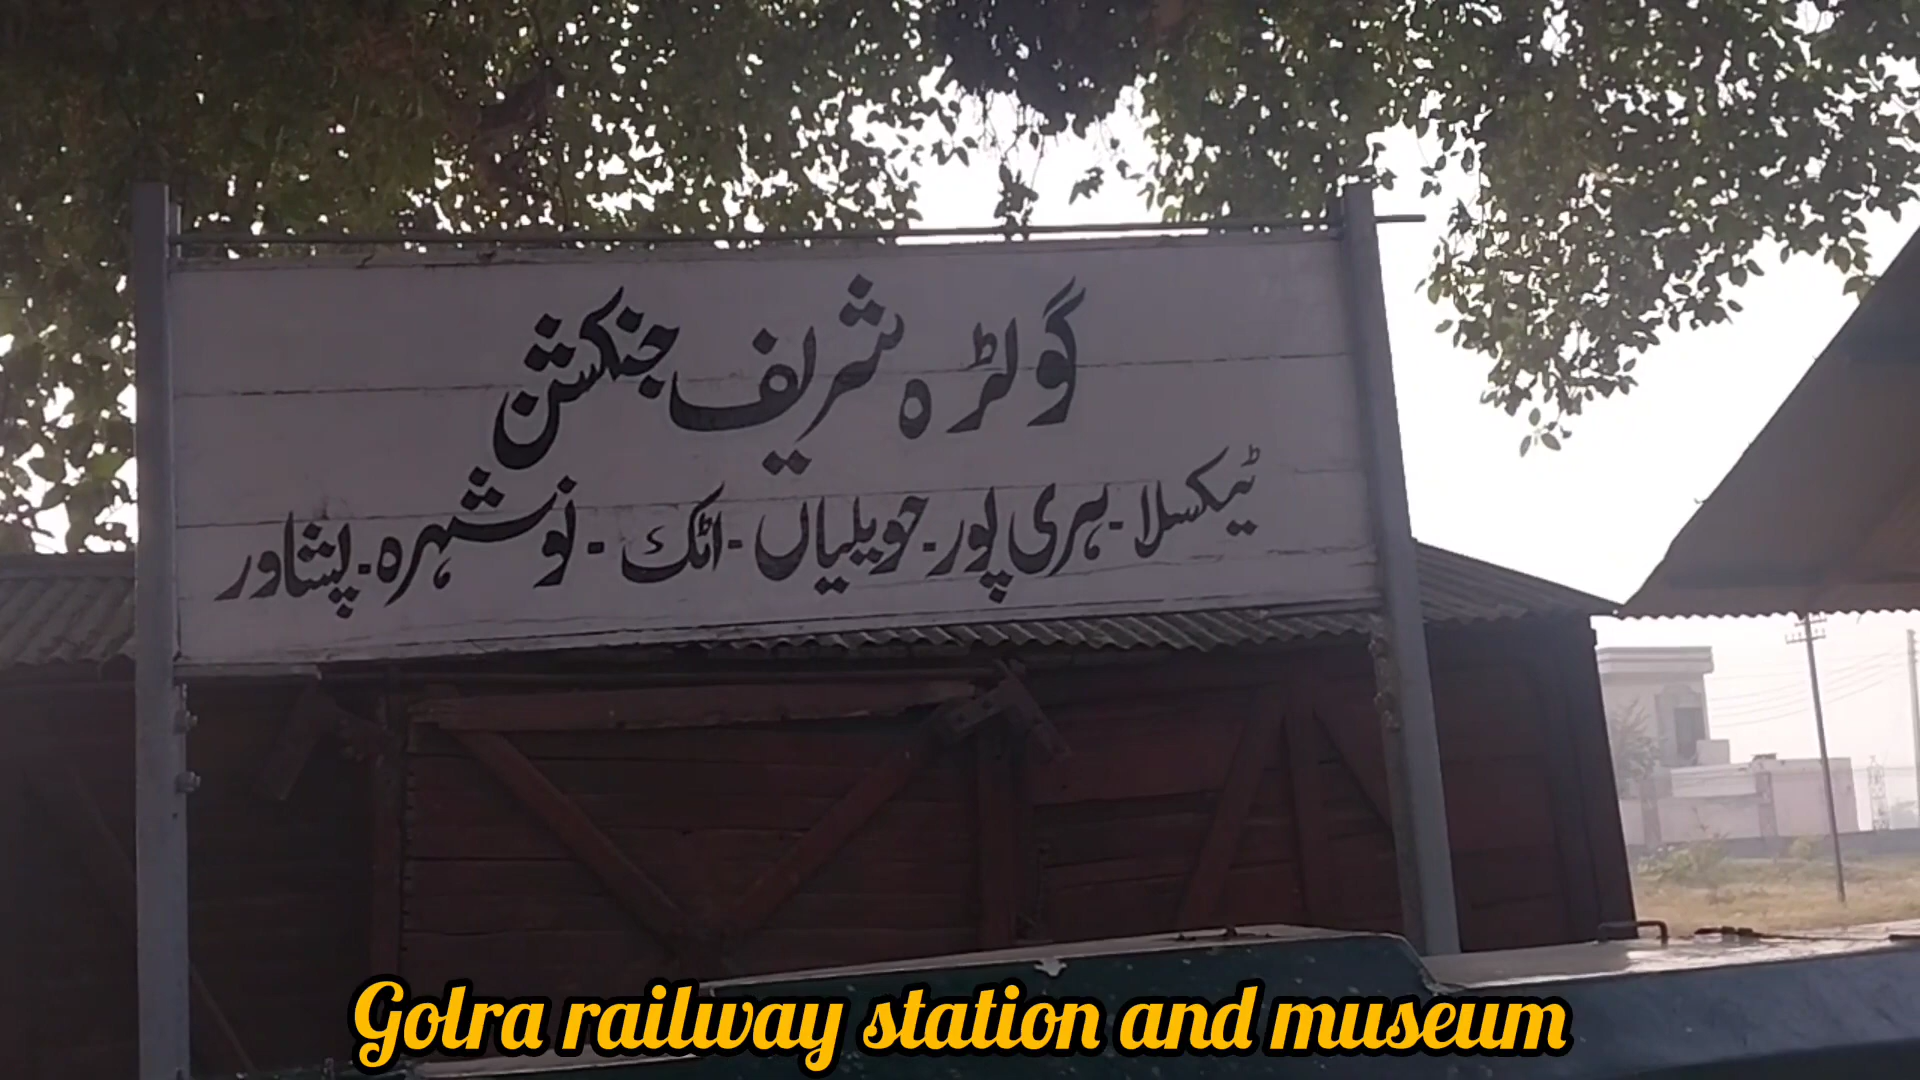 گولڑہ شریف جنکشن
ٹیکسلا - ہری پور - حویلیاں - اٹک - نوشہرہ - پشاور
Golra railway station and museum